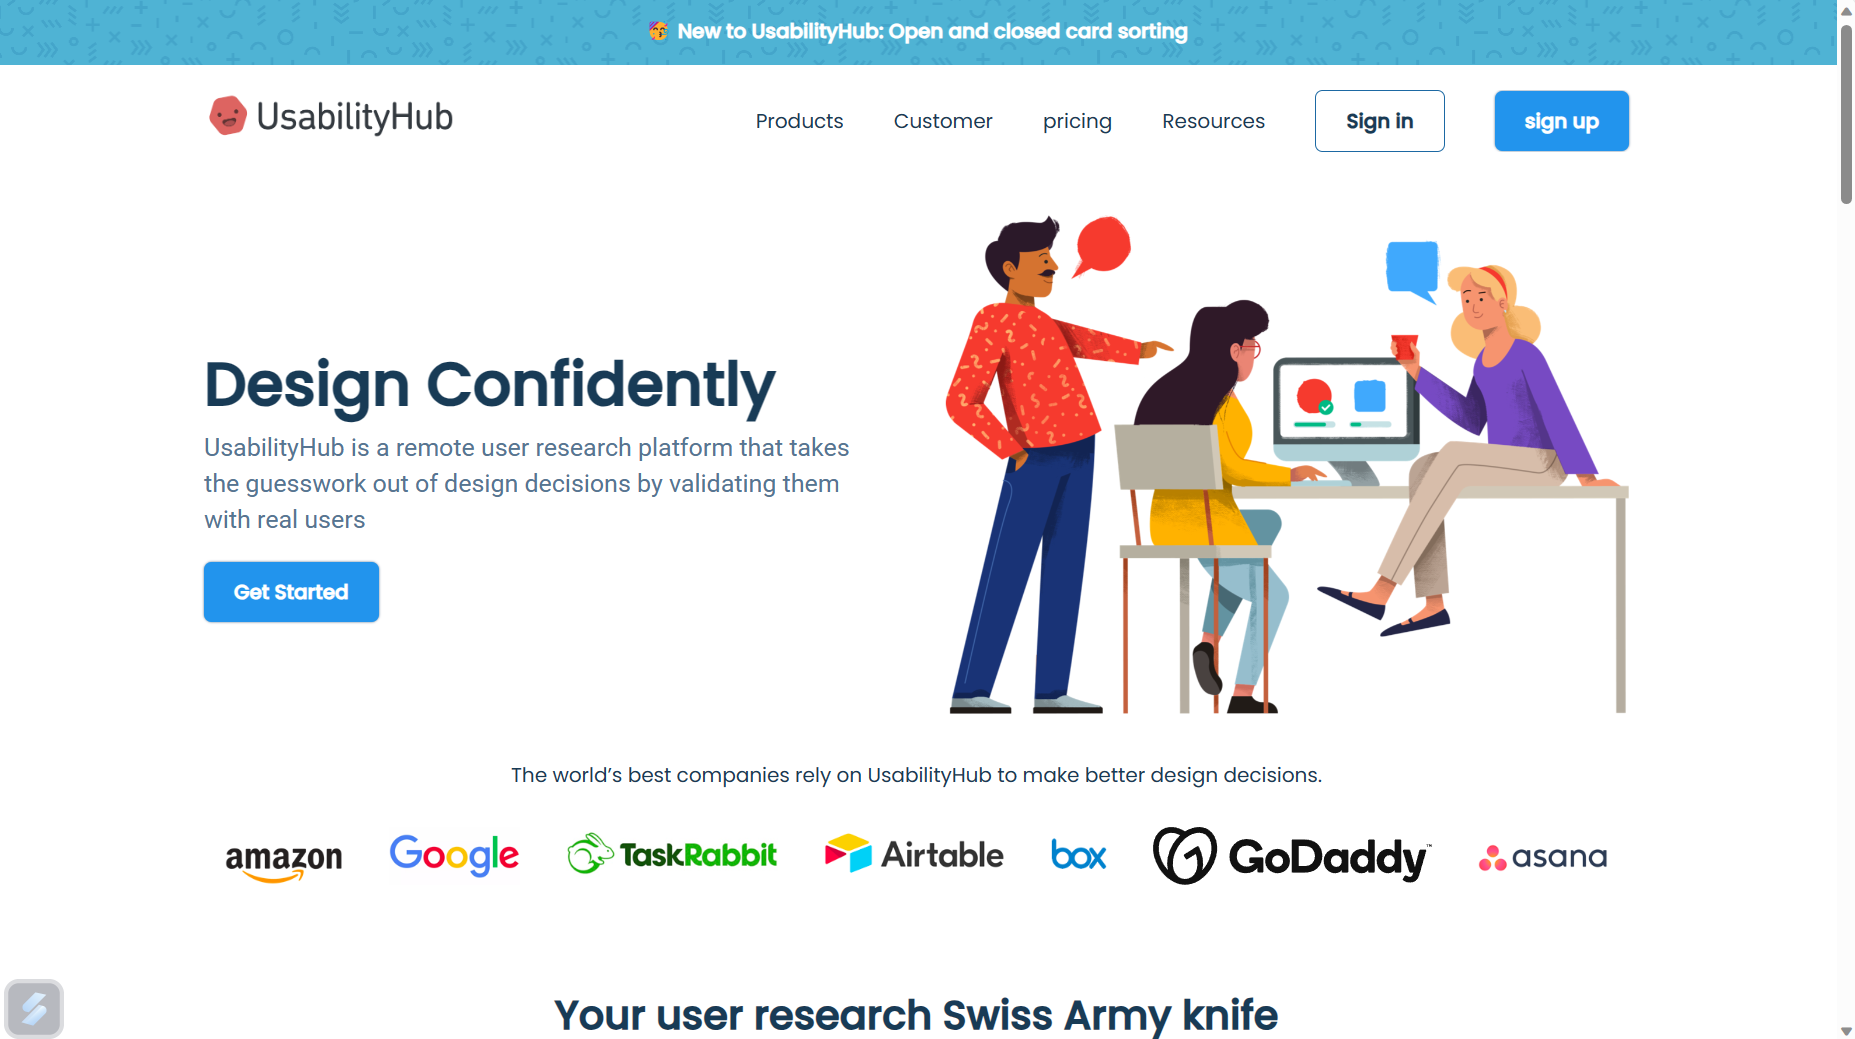 🥳 New to UsabilityHub: Open and closed card sorting
UsabilityHub
Products
Customer
pricing
Resources
Sign in
sign up
Design Confidently
UsabilityHub is a remote user research platform that takes
the guesswork out of design decisions by validating them
with real users
Get Started
The world’s best companies rely on UsabilityHub to make better design decisions.
amazon
Google
TaskRabbit
Airtable
box
GoDaddy™
asana
Your user research Swiss Army knife